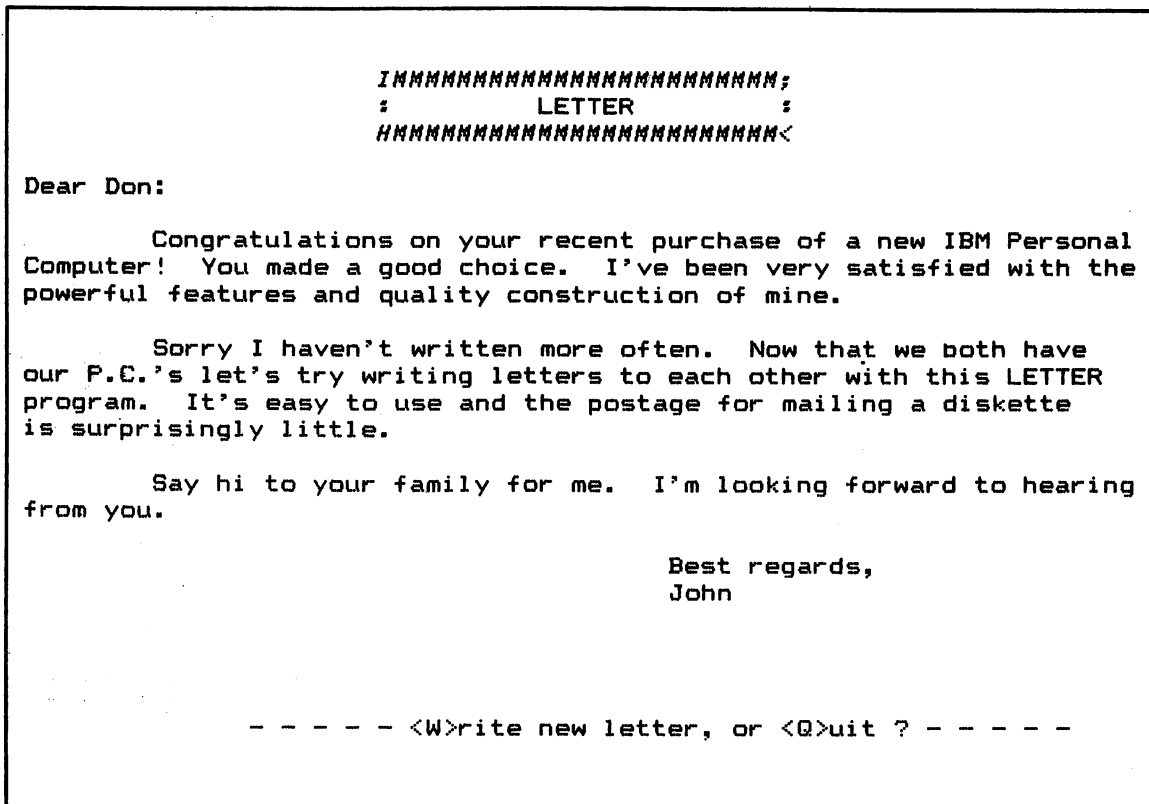 IMMMMMMMMMMMMMMMMMMMMMMMM;
: LETTER :
HMMMMMMMMMMMMMMMMMMMMMMMM<
Dear Don:
Congratulations on your recent purchase of a new IBM Personal
Computer! You made a good choice. I've been very satisfied with the
powerful features and quality construction of mine.
Sorry I haven't written more often. Now that we both have
our P.C.'s let's try writing letters to each other with this LETTER
program. It's easy to use and the postage for mailing a diskette
is surprisingly little.
Say hi to your family for me. I'm looking forward to hearing
from you.
Best regards,
John
- - - - - <W>rite new letter, or <Q>uit ? - - - - -